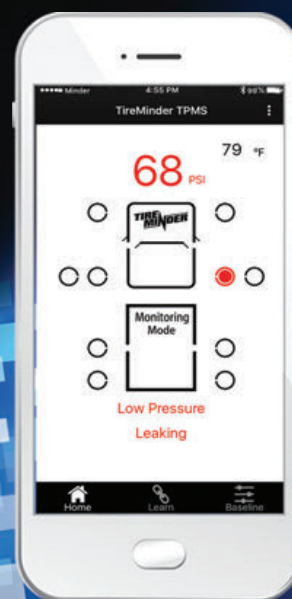 Minder 4:55 PM 98%
TireMinder TPMS
79 °F
68 PSI
TIRE MINDER
Monitoring
Mode
Low Pressure
Leaking
Home Learn Baseline